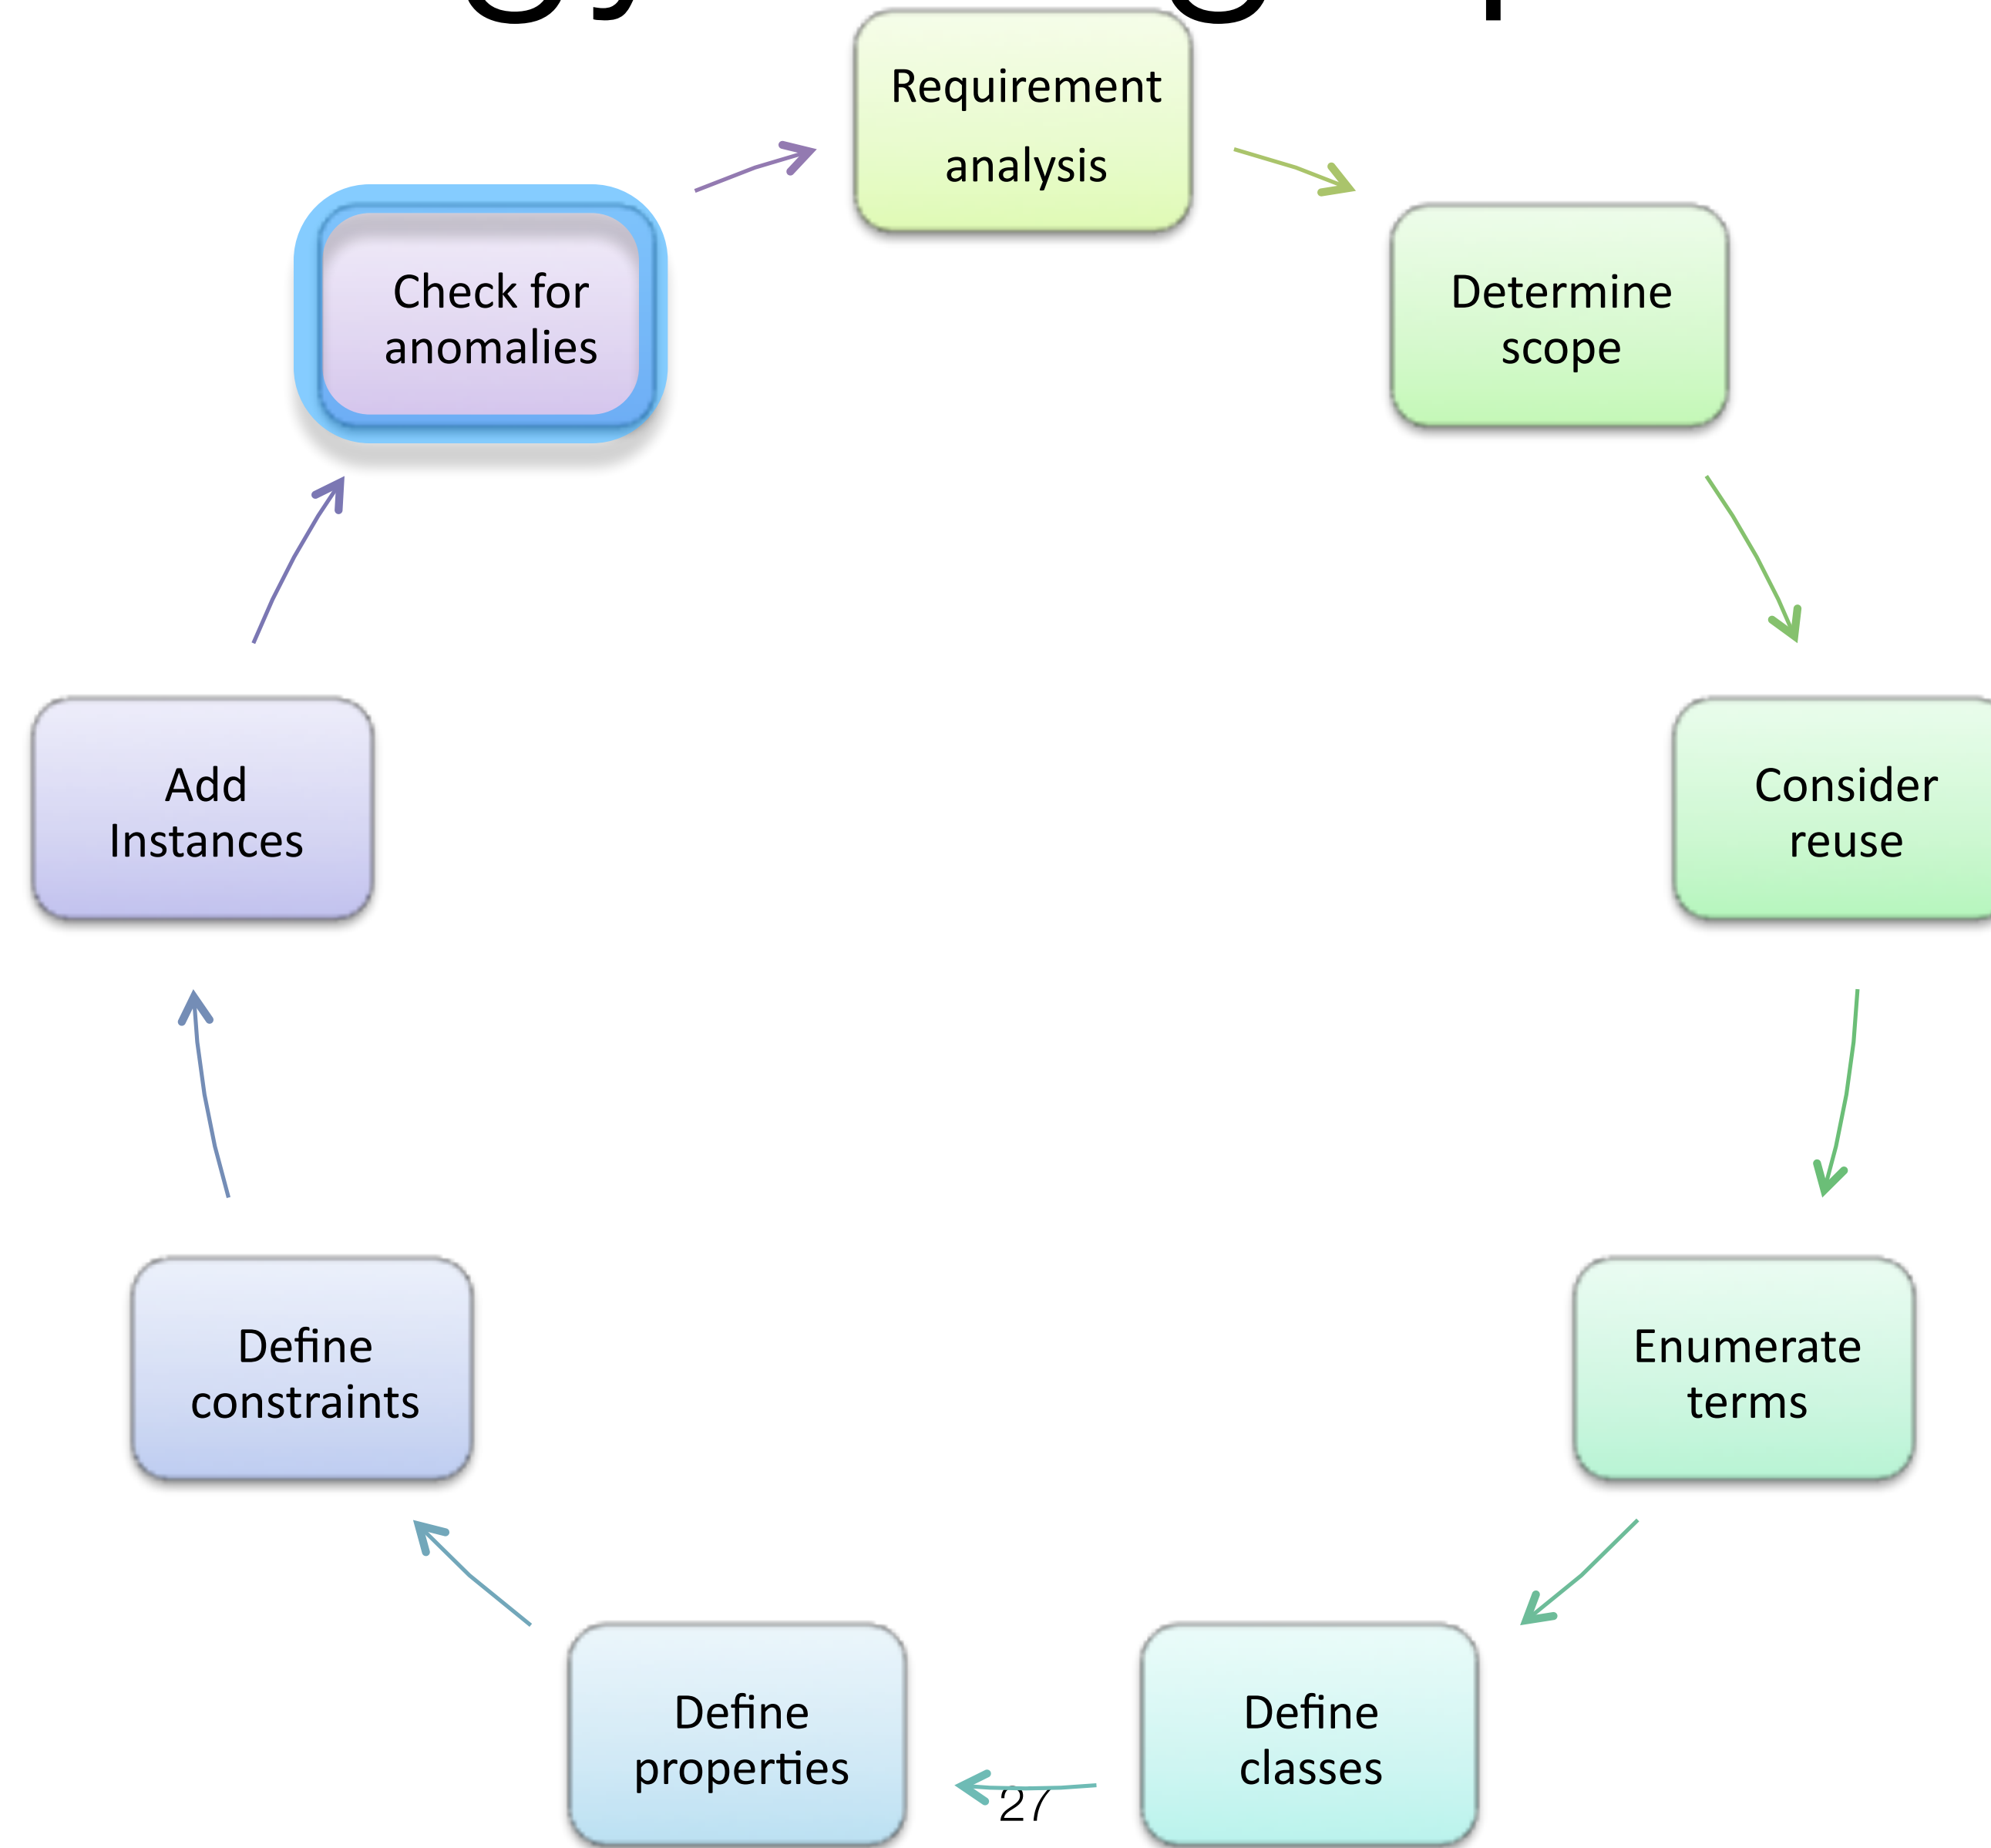 Requirement
analysis
Determine
scope
Consider
reuse
Enumerate
terms
Define
classes
Define
properties
Define
constraints
Add
Instances
Check for
anomalies
27